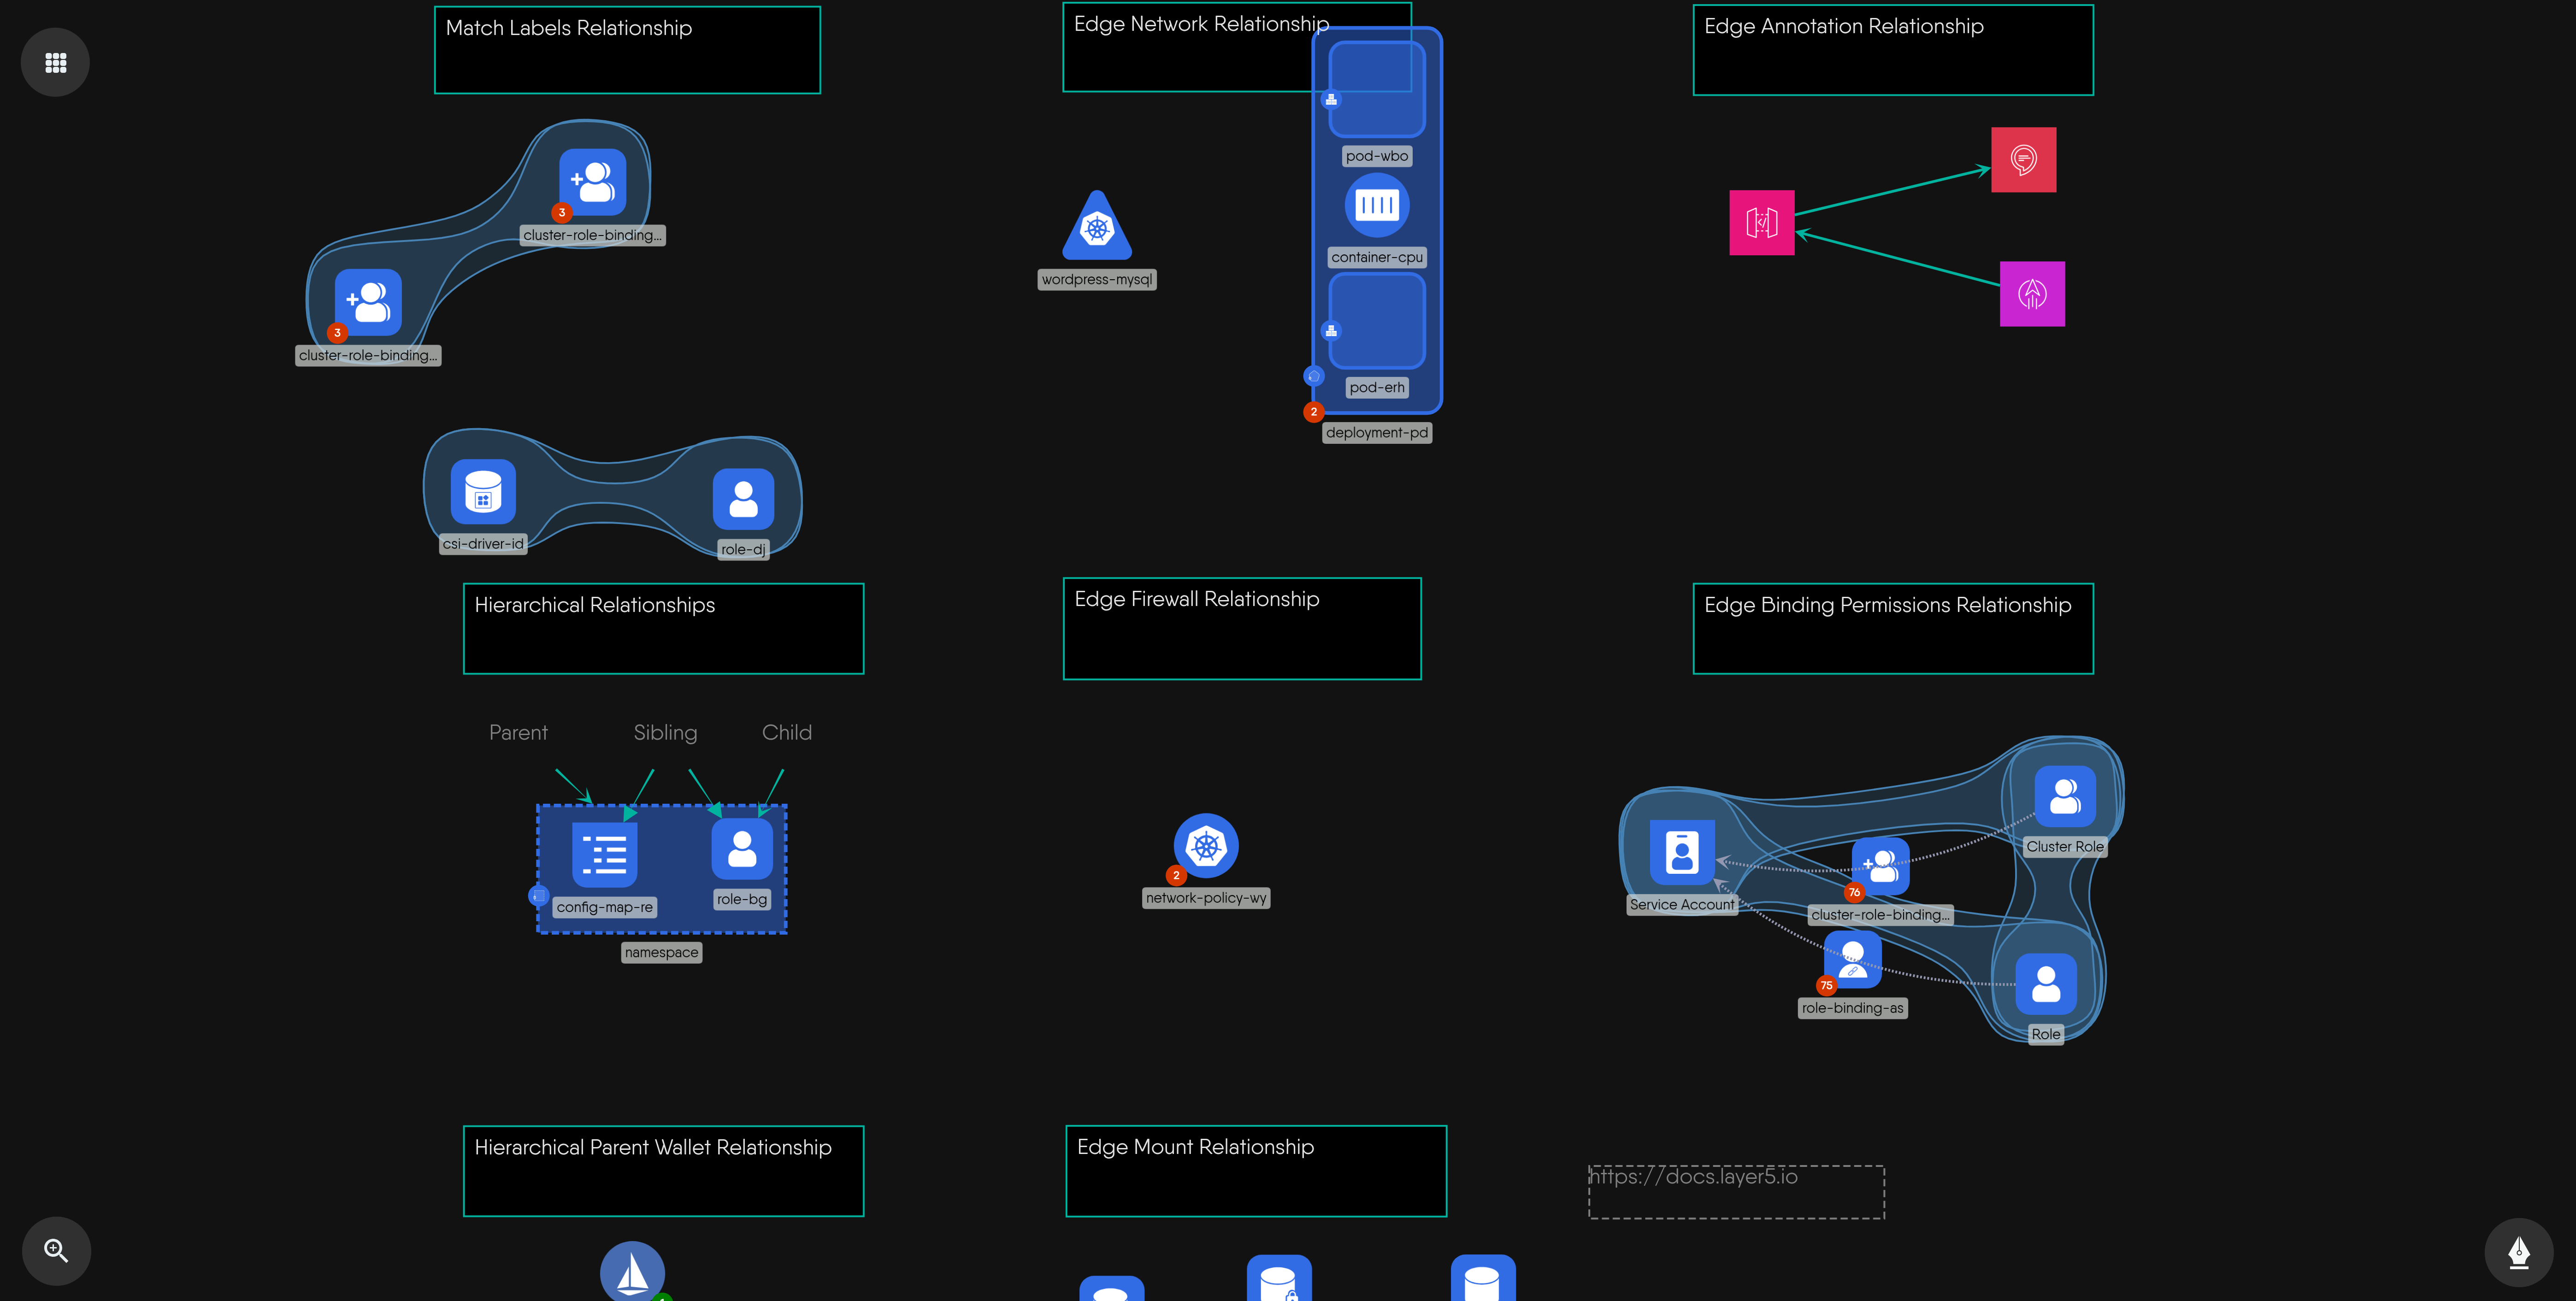 Match Labels Relationship
3
cluster-role-binding...
3
cluster-role-binding...
csi-driver-id
role-dj
Edge Network Relationship
wordpress-mysql
pod-wbo
container-cpu
pod-erh
2
deployment-pd
Edge Annotation Relationship
Hierarchical Relationships
Parent
Sibling
Child
config-map-re
role-bg
namespace
Edge Firewall Relationship
2
network-policy-wy
Edge Binding Permissions Relationship
Cluster Role
Service Account
76
cluster-role-binding...
75
role-binding-as
Role
Hierarchical Parent Wallet Relationship
Edge Mount Relationship
https://docs.layer5.io